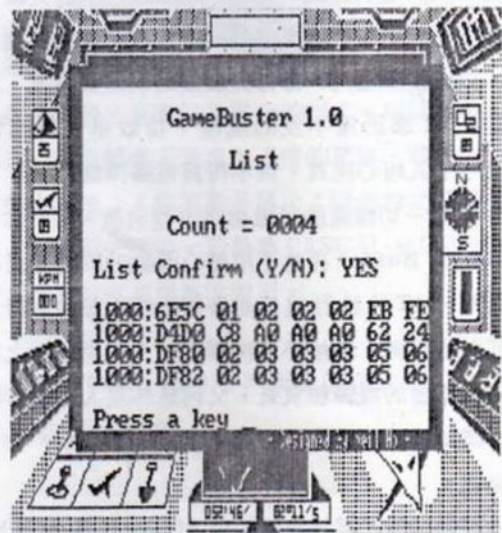 GameBuster 1.0
List
Count = 0004
List Confirm (Y/N): YES
1000:6E5C 01 02 02 02 EB FE
1000:D4D0 C8 A0 A0 A0 62 24
1000:DF80 02 03 03 03 05 06
1000:DF82 02 03 03 03 05 06
Press a key _
N
S